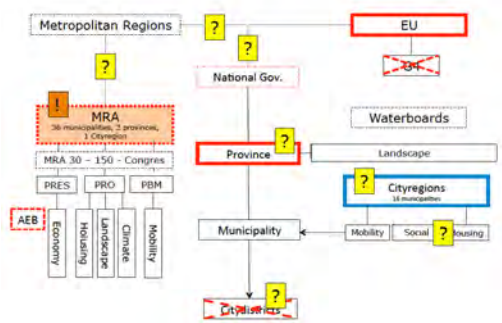 Metropolitan Regions
?
?
EU
?
G4
National Gov.
!
MRA
36 municipalities, 2 provinces,
1 Cityregion
Waterboards
?
Province
Landscape
MRA 30 – 150 - Congres
PRES
PRO
PBM
?
Cityregions
16 municipalities
AEB
Economy
Housing
Landscape
Climate
Mobility
Municipality
Mobility
Social
?
Housing
?
Citydistricts